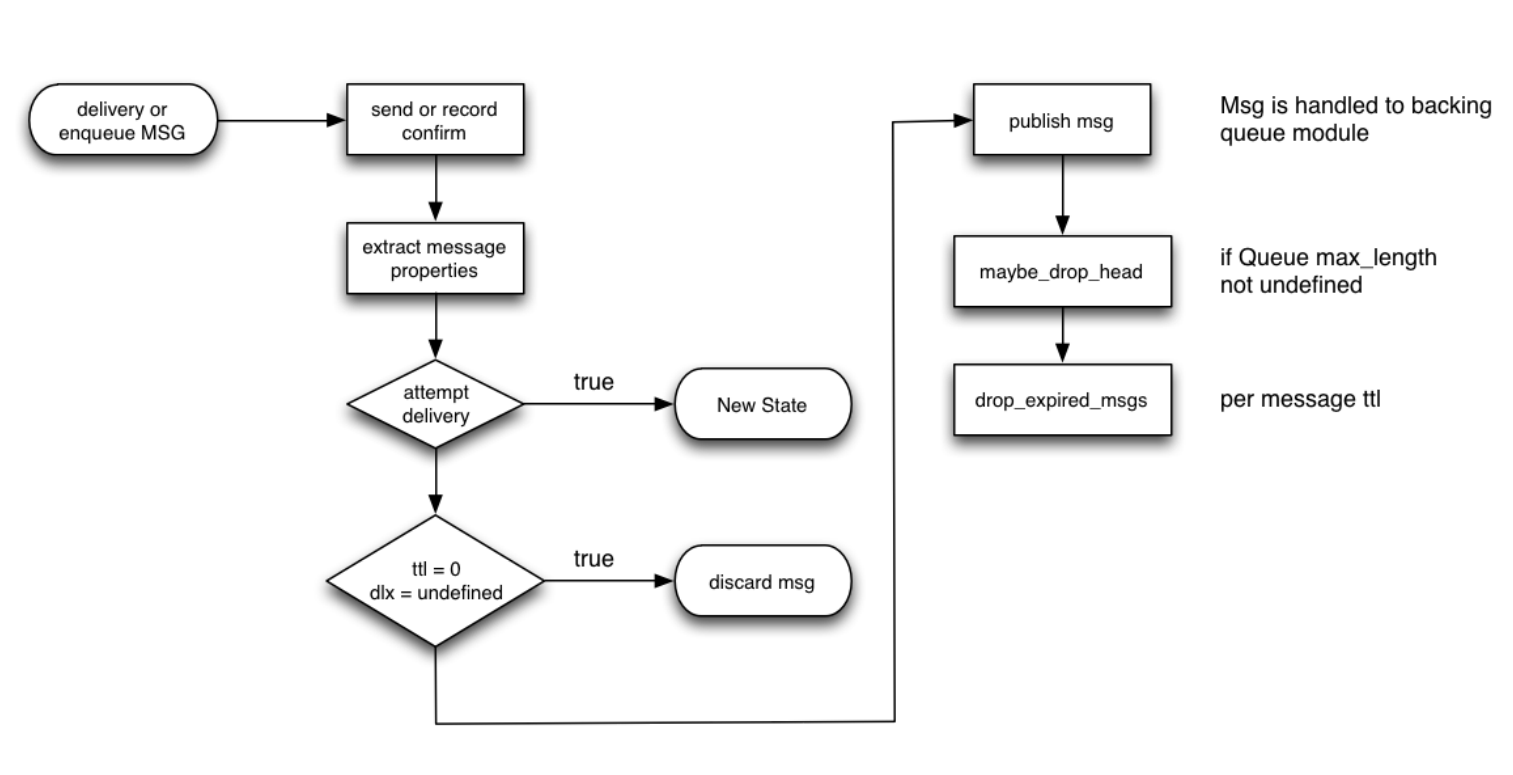 delivery or
enqueue MSG
send or record
confirm
extract message
properties
attempt
delivery
true
New State
ttl = 0
dlx = undefined
true
discard msg
publish msg
Msg is handled to backing
queue module
maybe_drop_head
if Queue max_length
not undefined
drop_expired_msgs
per message ttl